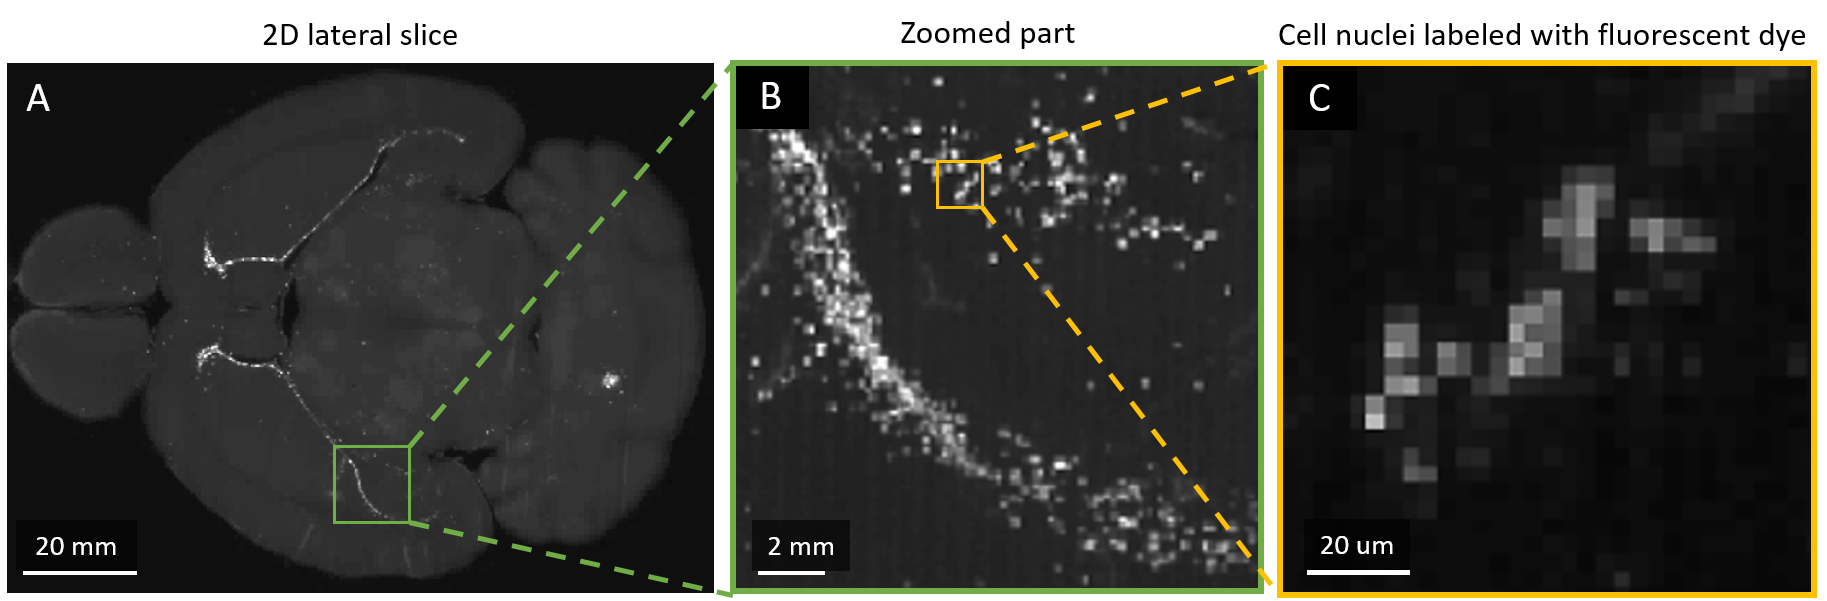 2D lateral slice
Zoomed part
Cell nuclei labeled with fluorescent dye
A
B
C
20 mm
2 mm
20 um